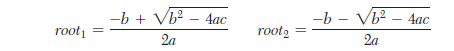 root₁ = (-b + √(b² – 4ac)) / 2a root₂ = (-b – √(b² – 4ac)) / 2a